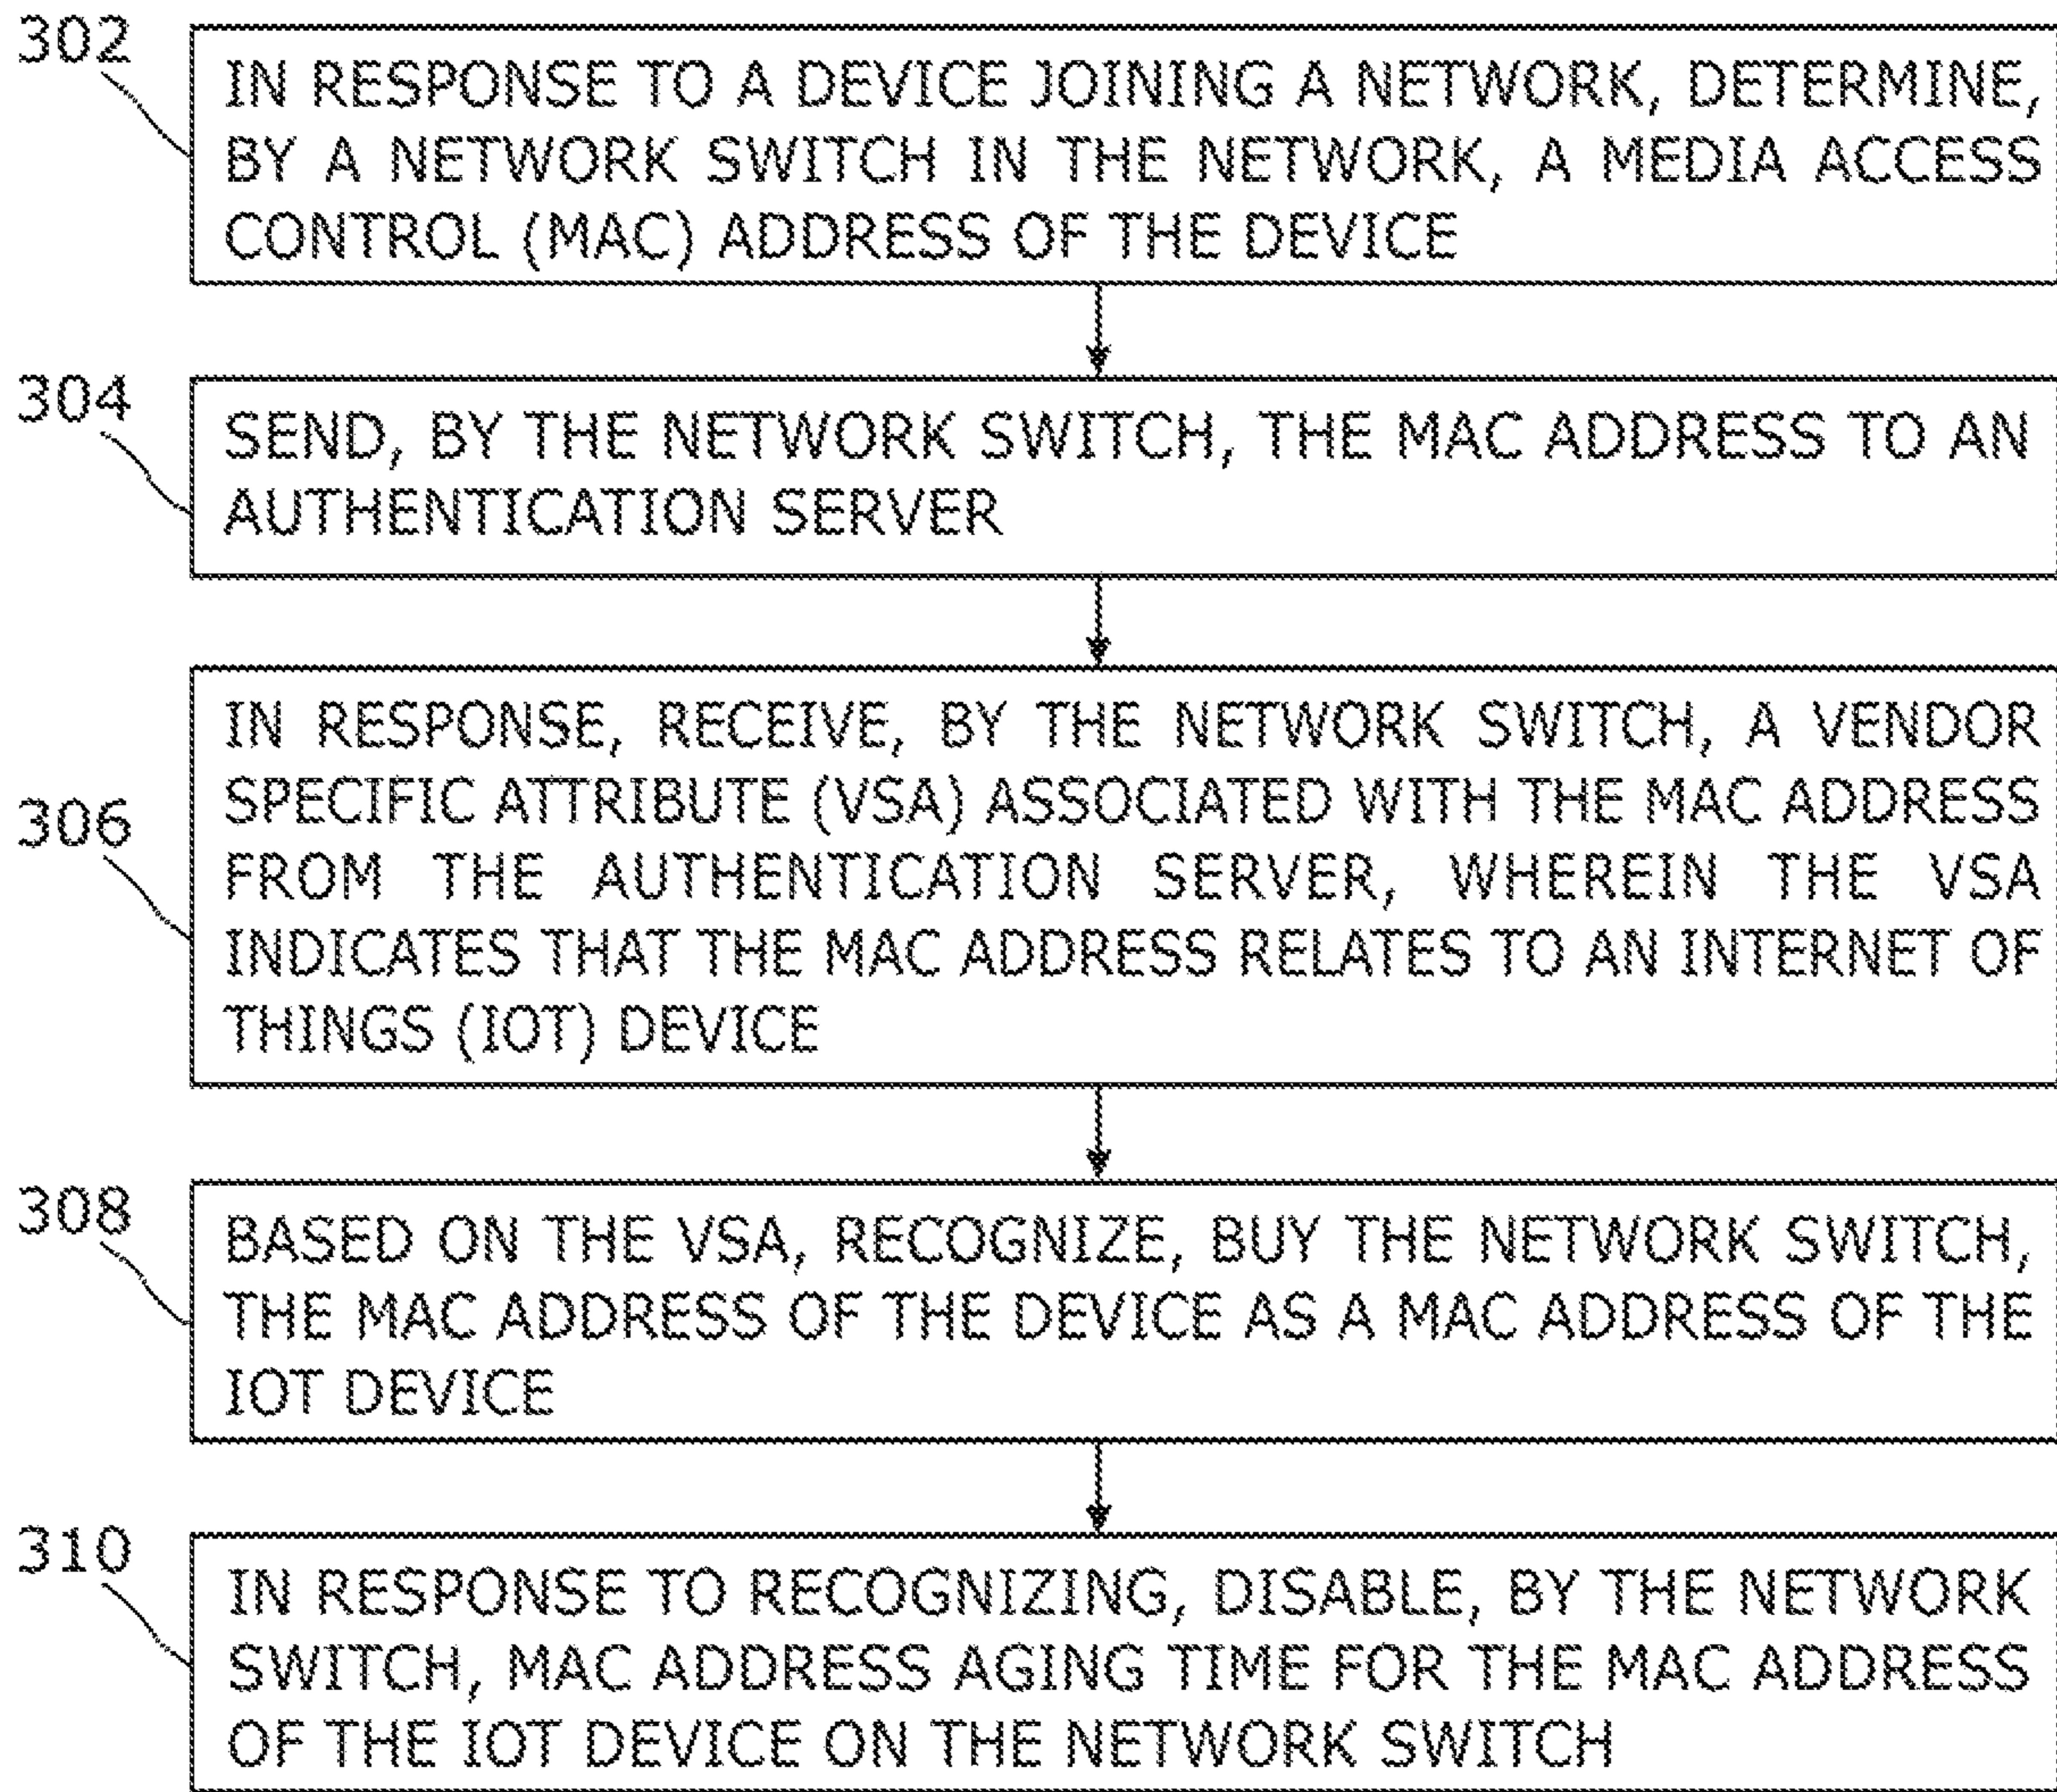 302
IN RESPONSE TO A DEVICE JOINING A NETWORK, DETERMINE,
BY A NETWORK SWITCH IN THE NETWORK, A MEDIA ACCESS
CONTROL (MAC) ADDRESS OF THE DEVICE
304
SEND, BY THE NETWORK SWITCH, THE MAC ADDRESS TO AN
AUTHENTICATION SERVER
306
IN RESPONSE, RECEIVE, BY THE NETWORK SWITCH, A VENDOR
SPECIFIC ATTRIBUTE (VSA) ASSOCIATED WITH THE MAC ADDRESS
FROM THE AUTHENTICATION SERVER, WHEREIN THE VSA
INDICATES THAT THE MAC ADDRESS RELATES TO AN INTERNET OF
THINGS (IOT) DEVICE
308
BASED ON THE VSA, RECOGNIZE, BUY THE NETWORK SWITCH,
THE MAC ADDRESS OF THE DEVICE AS A MAC ADDRESS OF THE
IOT DEVICE
310
IN RESPONSE TO RECOGNIZING, DISABLE, BY THE NETWORK
SWITCH, MAC ADDRESS AGING TIME FOR THE MAC ADDRESS
OF THE IOT DEVICE ON THE NETWORK SWITCH